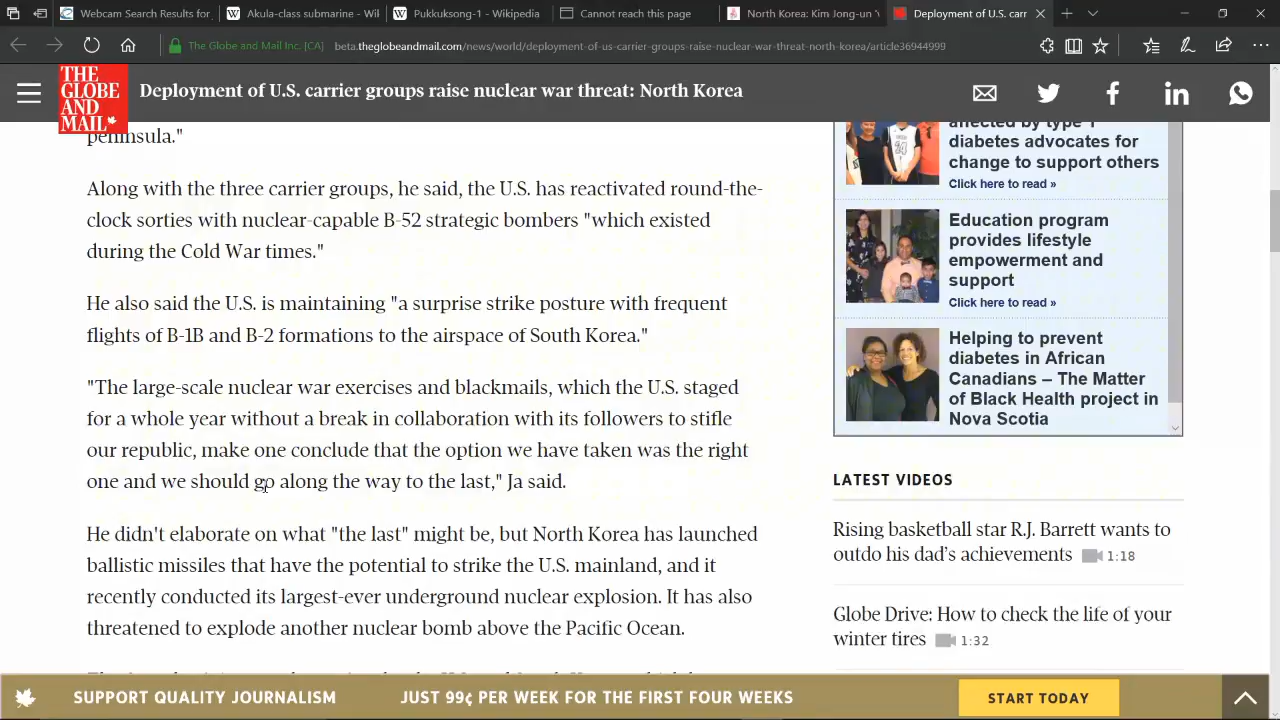 Webcam Search Results for
Akula-class submarine - Wiki
Pukkuksong-1 - Wikipedia
Cannot reach this page
North Korea: Kim Jong-un
Deployment of U.S. carr
The Globe and Mail Inc. [CA]
beta.theglobeandmail.com/news/world/deployment-of-us-carrier-groups-raise-nuclear-war-threat-north-korea/article36944999
THE
GLOBE
AND
MAIL
Deployment of U.S. carrier groups raise nuclear war threat: North Korea
peninsula."
Along with the three carrier groups, he said, the U.S. has reactivated round-the-
clock sorties with nuclear-capable B-52 strategic bombers "which existed
during the Cold War times."
He also said the U.S. is maintaining "a surprise strike posture with frequent
flights of B-1B and B-2 formations to the airspace of South Korea."
"The large-scale nuclear war exercises and blackmails, which the U.S. staged
for a whole year without a break in collaboration with its followers to stifle
our republic, make one conclude that the option we have taken was the right
one and we should go along the way to the last," Ja said.
He didn't elaborate on what "the last" might be, but North Korea has launched
ballistic missiles that have the potential to strike the U.S. mainland, and it
recently conducted its largest-ever underground nuclear explosion. It has also
threatened to explode another nuclear bomb above the Pacific Ocean.
affected by type 1
diabetes advocates for
change to support others
Click here to read »
Education program
provides lifestyle
empowerment and
support
Click here to read »
Helping to prevent
diabetes in African
Canadians – The Matter
of Black Health project in
Nova Scotia
LATEST VIDEOS
Rising basketball star R.J. Barrett wants to
outdo his dad's achievements 1:18
Globe Drive: How to check the life of your
winter tires 1:32
SUPPORT QUALITY JOURNALISM
JUST 99¢ PER WEEK FOR THE FIRST FOUR WEEKS
START TODAY